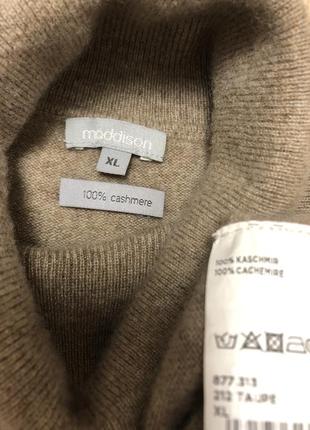 maddison
XL
100% cashmere
100% KASCHMIR
100% CACHEMIRE
877.313
212 TAUPE
XL